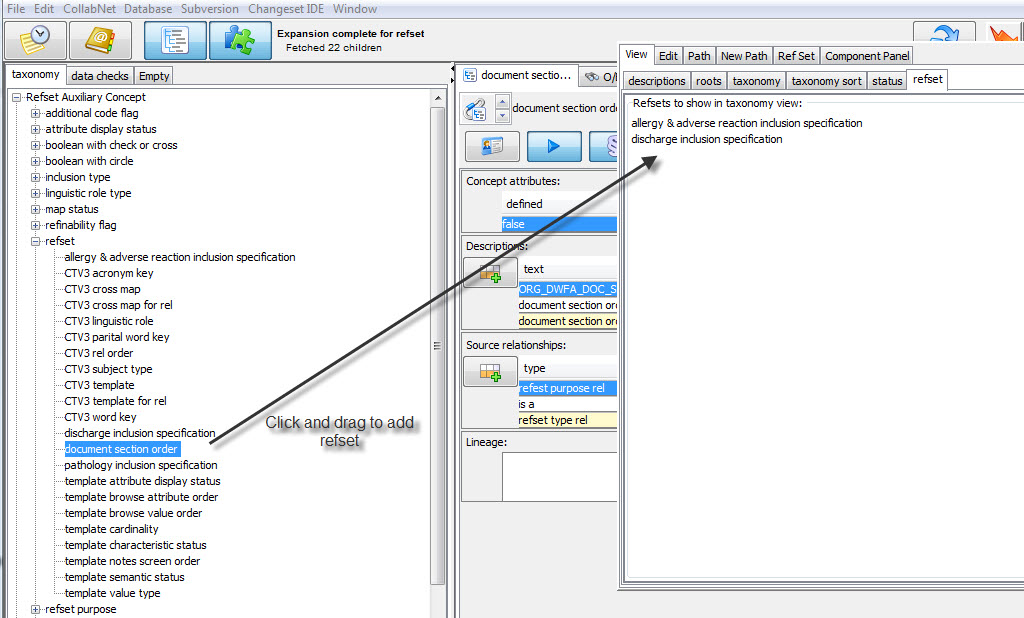 File Edit CollabNet Database Subversion Changeset IDE Window
Expansion complete for refset
Fetched 22 children
taxonomy data checks Empty
Refset Auxiliary Concept
additional code flag
attribute display status
boolean with check or cross
boolean with circle
inclusion type
linguistic role type
map status
refinability flag
refset
allergy & adverse reaction inclusion specification
CTV3 acronym key
CTV3 cross map
CTV3 cross map for rel
CTV3 linguistic role
CTV3 parital word key
CTV3 rel order
CTV3 subject type
CTV3 template
CTV3 template for rel
CTV3 word key
discharge inclusion specification
document section order
pathology inclusion specification
template attribute display status
template browse attribute order
template browse value order
template cardinality
template characteristic status
template notes screen order
template semantic status
template value type
refset purpose
Click and drag to add
refset
document sectio...
document section orde
Concept attributes:
defined
false
Descriptions:
text
ORG_DWFA_DOC_S
document section ord
document section ord
Source relationships:
type
refest purpose rel
is a
refset type rel
Lineage:
View Edit Path New Path Ref Set Component Panel
descriptions roots taxonomy taxonomy sort status refset
Refsets to show in taxonomy view:
allergy & adverse reaction inclusion specification
discharge inclusion specification